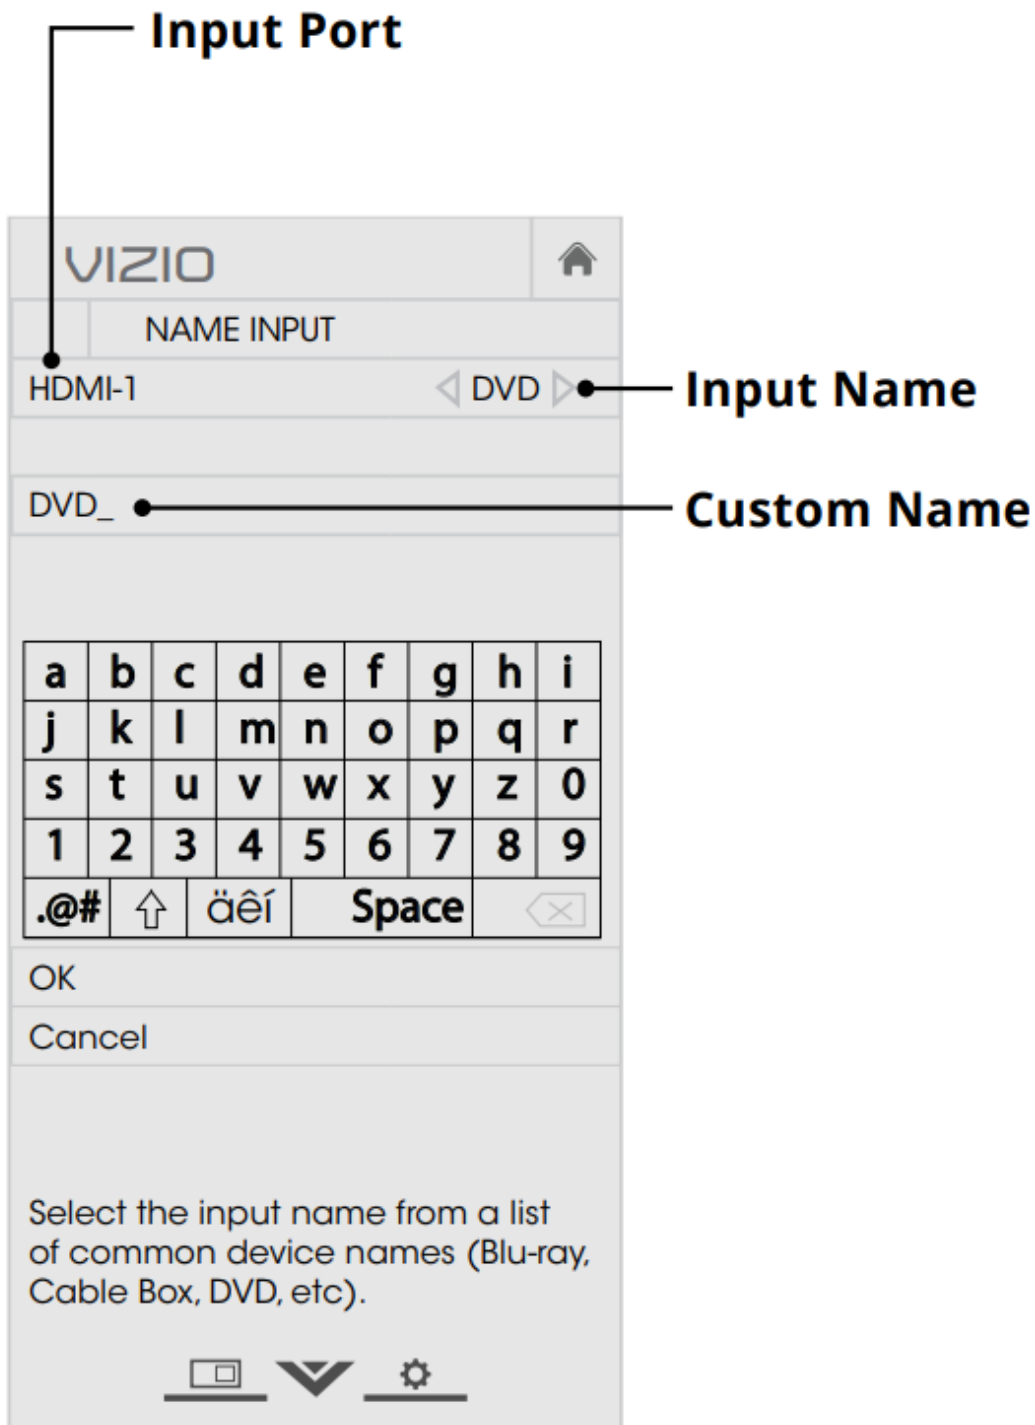 Input Port
VIZIO
NAME INPUT
HDMI-1 DVD
Input Name
DVD_
Custom Name
a b c d e f g h i
j k l m n o p q r
s t u v w x y z 0
1 2 3 4 5 6 7 8 9
.@# äêí Space
OK
Cancel
Select the input name from a list
of common device names (Blu-ray,
Cable Box, DVD, etc).